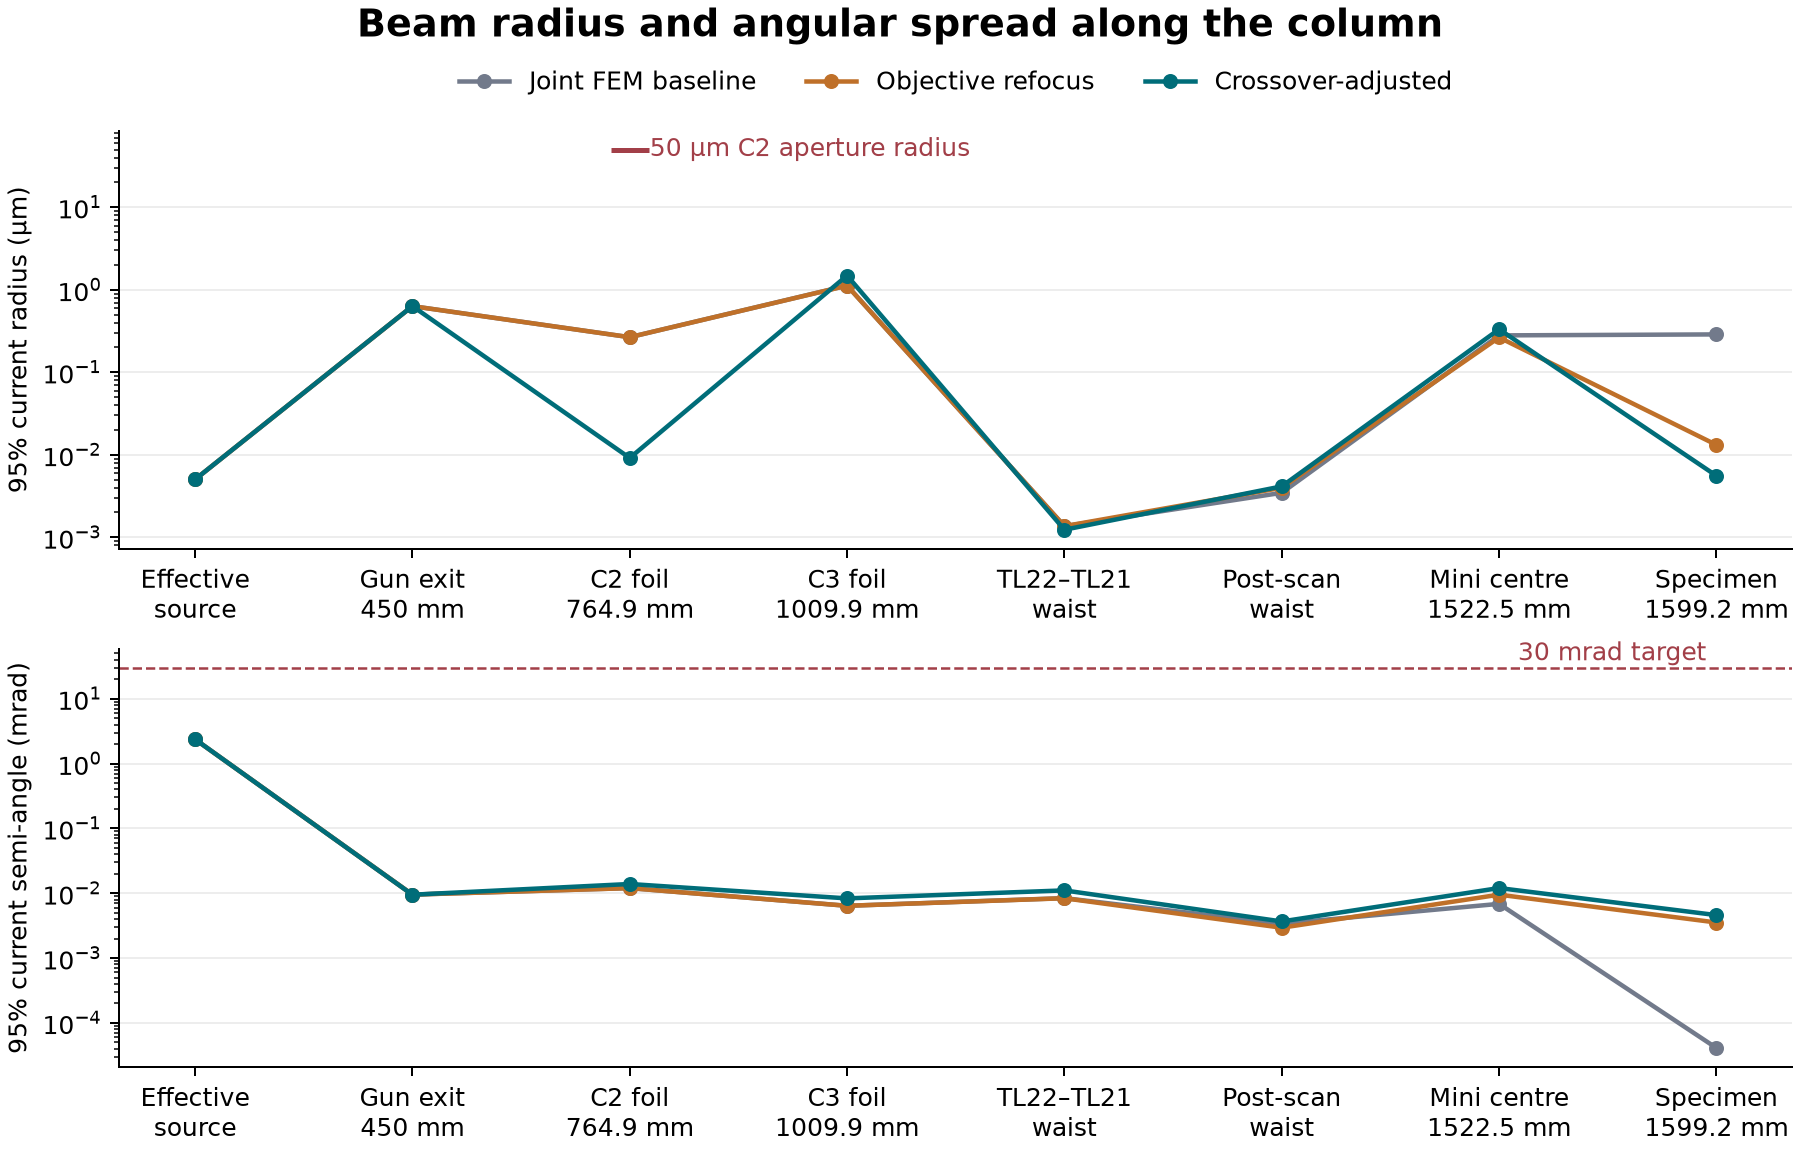 Beam radius and angular spread along the column
Joint FEM baseline
Objective refocus
Crossover-adjusted
50 µm C2 aperture radius
95% current radius (µm)
10¹
10⁰
10⁻¹
10⁻²
10⁻³
Effective
source
Gun exit
450 mm
C2 foil
764.9 mm
C3 foil
1009.9 mm
TL22–TL21
waist
Post-scan
waist
Mini centre
1522.5 mm
Specimen
1599.2 mm
30 mrad target
95% current semi-angle (mrad)
10¹
10⁰
10⁻¹
10⁻²
10⁻³
10⁻⁴
Effective
source
Gun exit
450 mm
C2 foil
764.9 mm
C3 foil
1009.9 mm
TL22–TL21
waist
Post-scan
waist
Mini centre
1522.5 mm
Specimen
1599.2 mm